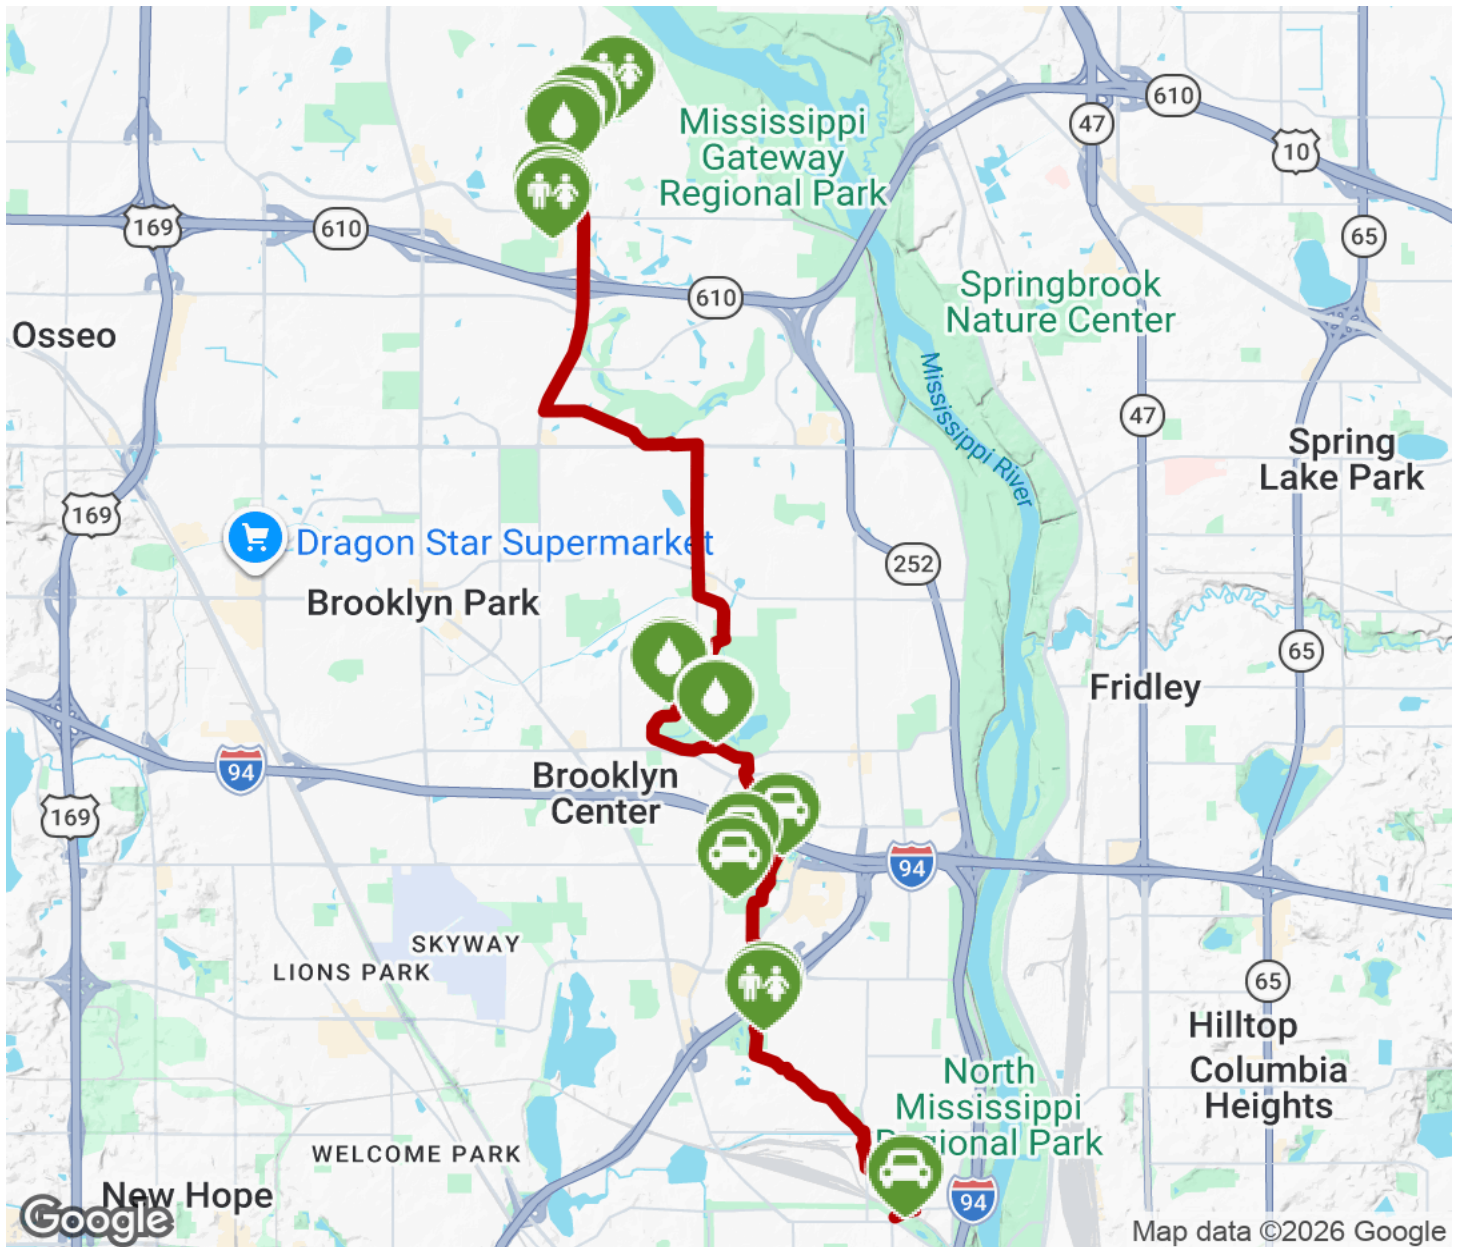 610
47
10
Mississippi
Gateway
Regional Park
169
610
65
610
Springbrook
Nature Center
Osseo
Mississippi River
47
Spring
Lake Park
169
Dragon Star Supermarket
252
Brooklyn Park
65
Fridley
94
Brooklyn
Center
169
94
SKYWAY
LIONS PARK
65
Hilltop
North
Mississippi
Regional Park
Columbia
Heights
WELCOME PARK
New Hope
94
Google
Map data ©2026 Google